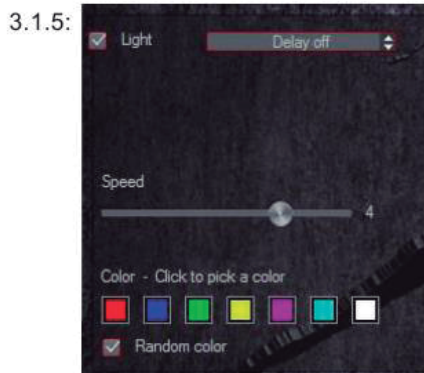 3.1.5:
Light Delay off
Speed
4
Color - Click to pick a color
Random color